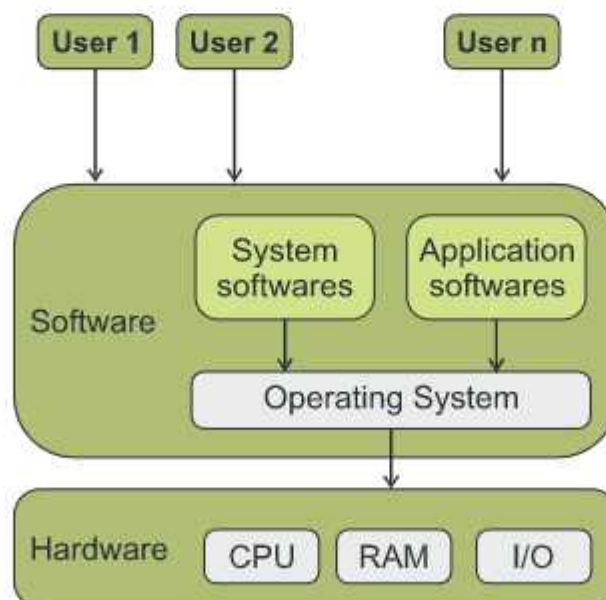 User 1
User 2
User n
System
softwares
Application
softwares
Software
Operating System
Hardware
CPU
RAM
I/O